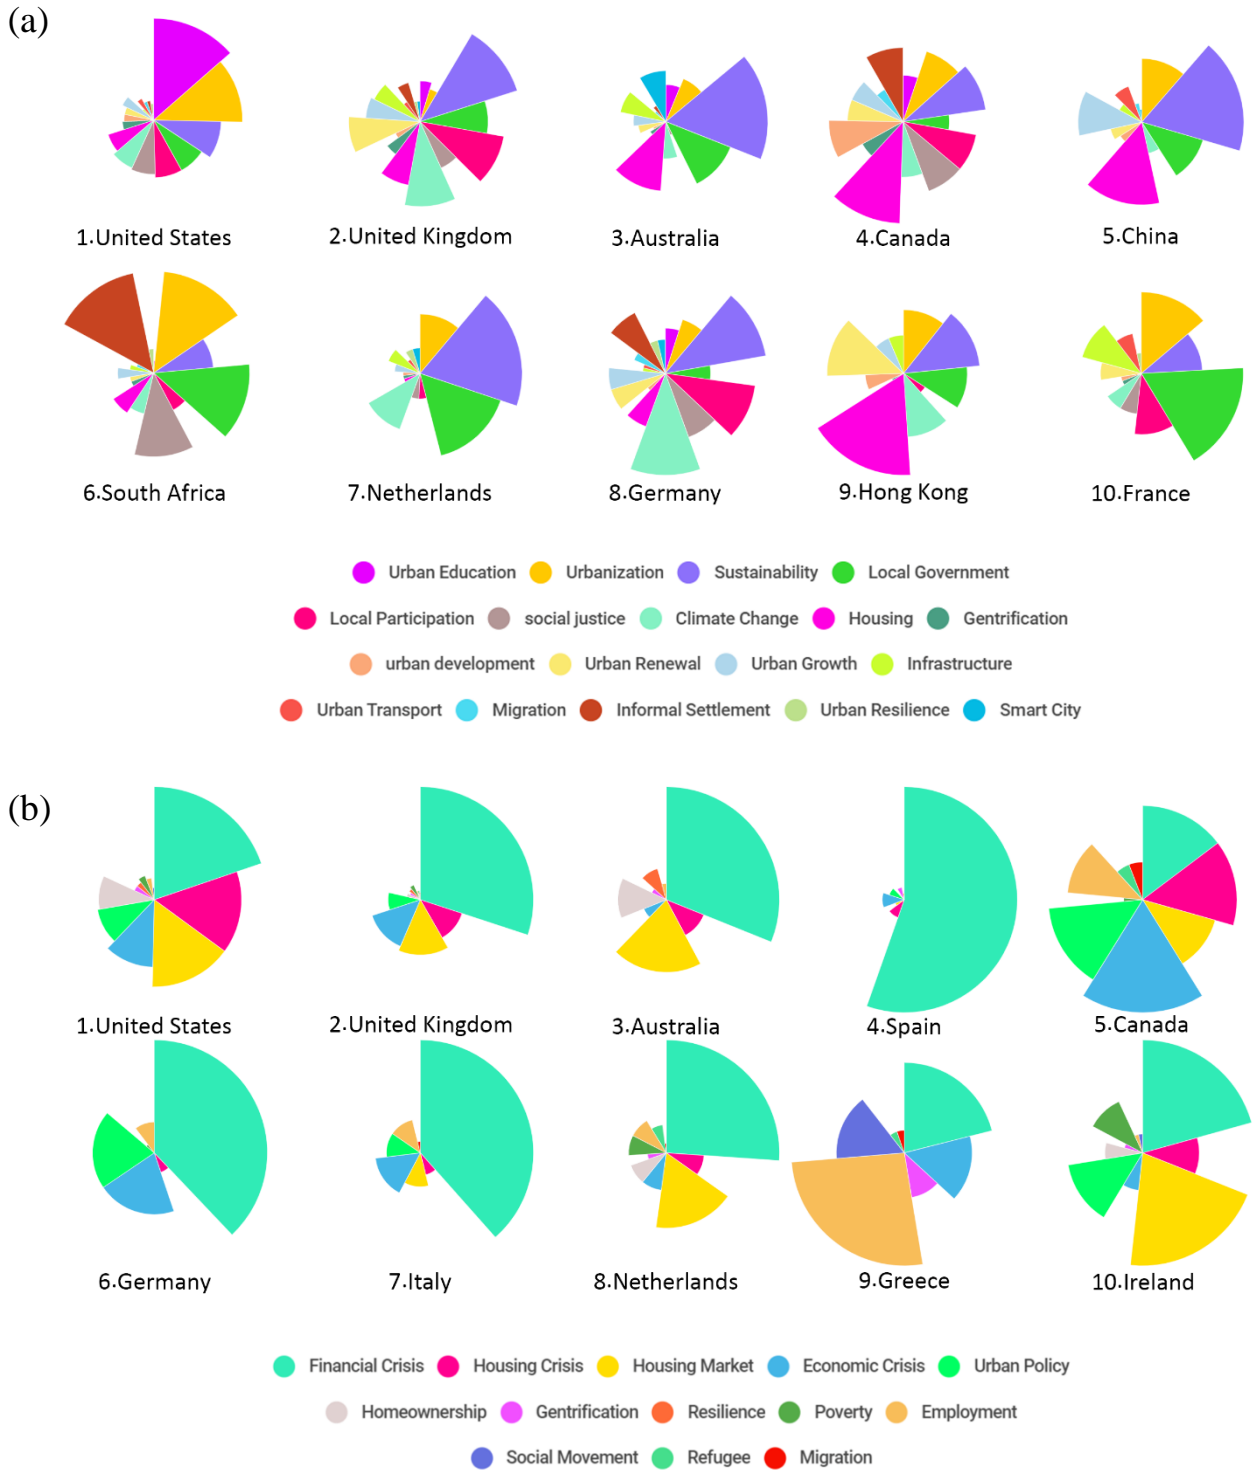 (a)
1.United States
2.United Kingdom
3.Australia
4.Canada
5.China
6.South Africa
7.Netherlands
8.Germany
9.Hong Kong
10.France
Urban Education Urbanization Sustainability Local Government
Local Participation social justice Climate Change Housing Gentrification
urban development Urban Renewal Urban Growth Infrastructure
Urban Transport Migration Informal Settlement Urban Resilience Smart City
(b)
1.United States
2.United Kingdom
3.Australia
4.Spain
5.Canada
6.Germany
7.Italy
8.Netherlands
9.Greece
10.Ireland
Financial Crisis Housing Crisis Housing Market Economic Crisis Urban Policy
Homeownership Gentrification Resilience Poverty Employment
Social Movement Refugee Migration